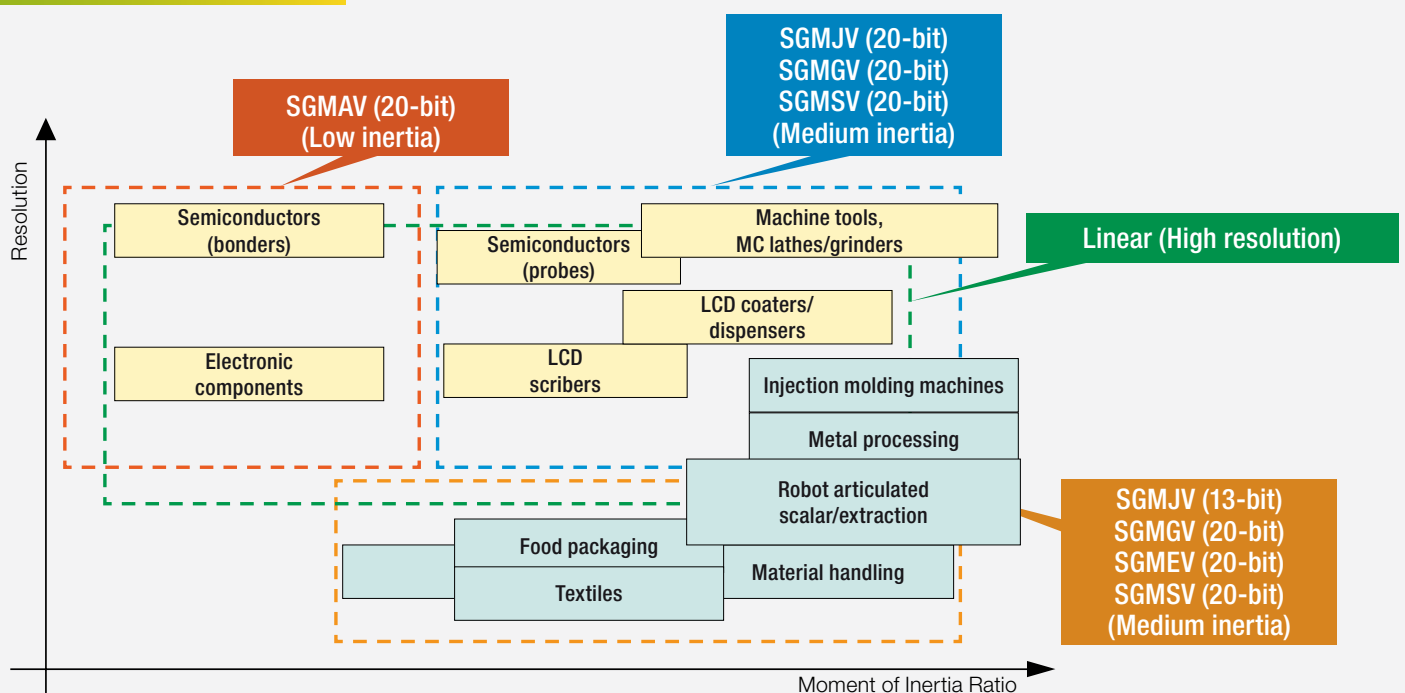 SGMJV (20-bit)
SGMGV (20-bit)
SGMSV (20-bit)
(Medium inertia)
SGMAV (20-bit)
(Low inertia)
Resolution
Semiconductors
(bonders)
Semiconductors
(probes)
Machine tools,
MC lathes/grinders
Linear (High resolution)
LCD coaters/
dispensers
Electronic
components
LCD
scribers
Injection molding machines
Metal processing
Robot articulated
scalar/extraction
SGMJV (13-bit)
SGMGV (20-bit)
SGMEV (20-bit)
SGMSV (20-bit)
(Medium inertia)
Food packaging
Material handling
Textiles
Moment of Inertia Ratio